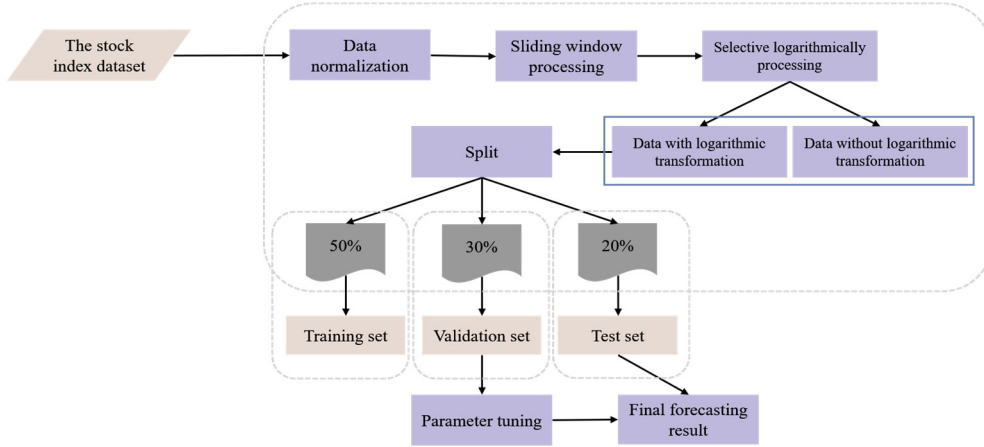 The stock
index dataset
Data
normalization
Sliding window
processing
Selective logarithmically
processing
Data with logarithmic
transformation
Data without logarithmic
transformation
Split
50%
30%
20%
Training set
Validation set
Test set
Parameter tuning
Final forecasting
result